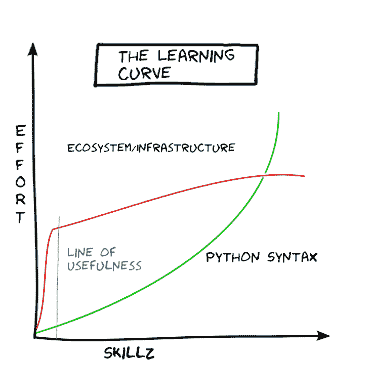 THE LEARNING
CURVE
EFFORT
ECOSYSTEM/INFRASTRUCTURE
LINE OF
USEFULNESS
PYTHON SYNTAX
SKILLZ